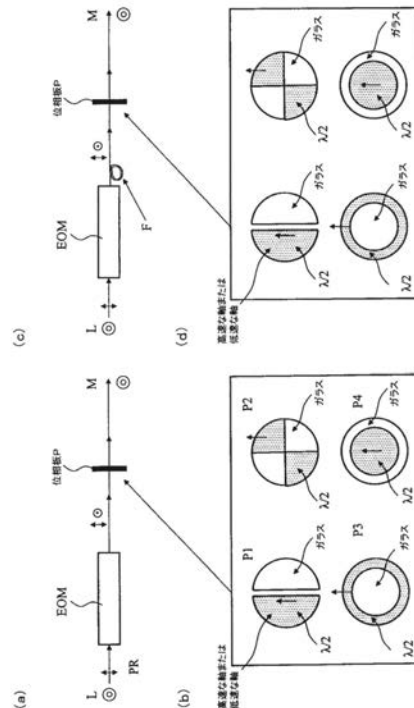 (a)
L
PR
EOM
位相板P
M
(b)
高速な軸または
低速な軸
P1
λ/2
ガラス
P2
λ/2
ガラス
P3
λ/2
ガラス
P4
λ/2
ガラス
(c)
L
EOM
F
位相板P
M
(d)
高速な軸または
低速な軸
λ/2
ガラス
λ/2
ガラス
λ/2
ガラス
λ/2
ガラス